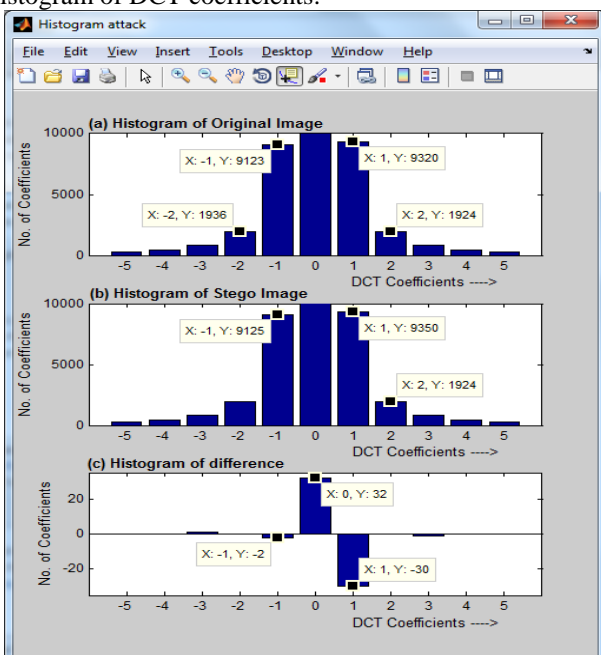 istogram of DCT coefficients.
Histogram attack
File Edit View Insert Tools Desktop Window Help
(a) Histogram of Original Image
10000
5000
0
No. of Coefficients
X: -1, Y: 9123
X: 1, Y: 9320
X: -2, Y: 1936
X: 2, Y: 1924
-5 -4 -3 -2 -1 0 1 2 3 4 5
DCT Coefficients ---->
(b) Histogram of Stego Image
10000
5000
0
No. of Coefficients
X: -1, Y: 9125
X: 1, Y: 9350
X: 2, Y: 1924
-5 -4 -3 -2 -1 0 1 2 3 4 5
DCT Coefficients ---->
(c) Histogram of difference
20
0
-20
No. of Coefficients
X: 0, Y: 32
X: -1, Y: -2
X: 1, Y: -30
-5 -4 -3 -2 -1 0 1 2 3 4 5
DCT Coefficients ---->